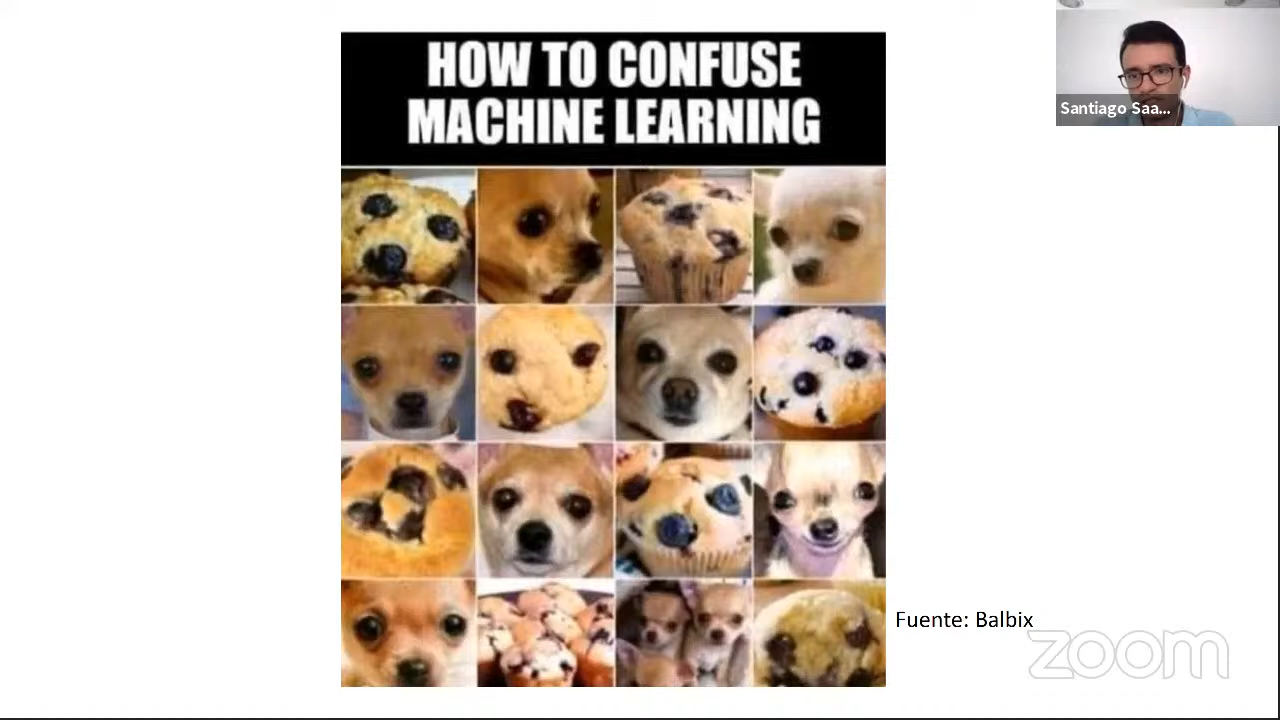 HOW TO CONFUSE
MACHINE LEARNING
Santiago Saa...
Fuente: Balbix
zoom